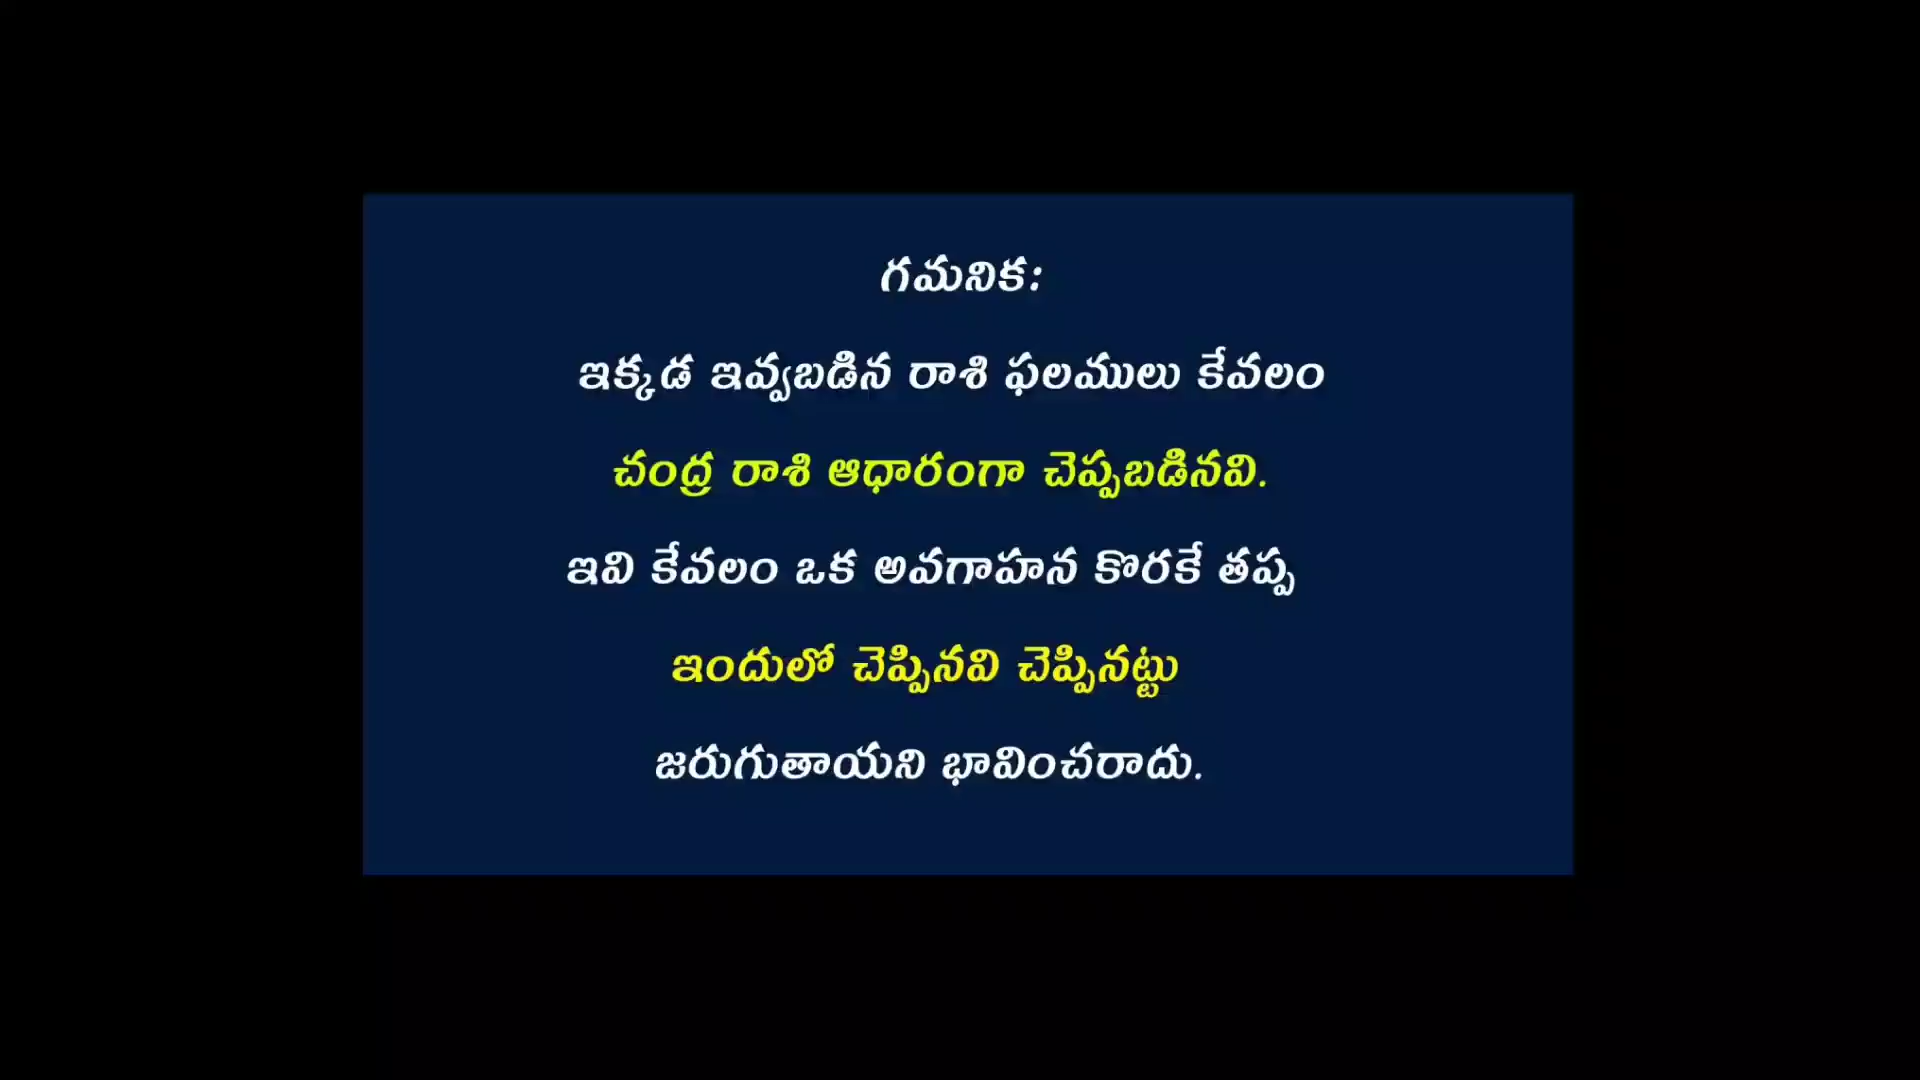 గమనిక:
ఇక్కడ ఇవ్వబడిన రాశి ఫలములు కేవలం
చంద్ర రాశి ఆధారంగా చెప్పబడినవి.
ఇవి కేవలం ఒక అవగాహన కొరకే తప్ప
ఇందులో చెప్పినవి చెప్పినట్టు
జరుగుతాయని భావించరాదు.